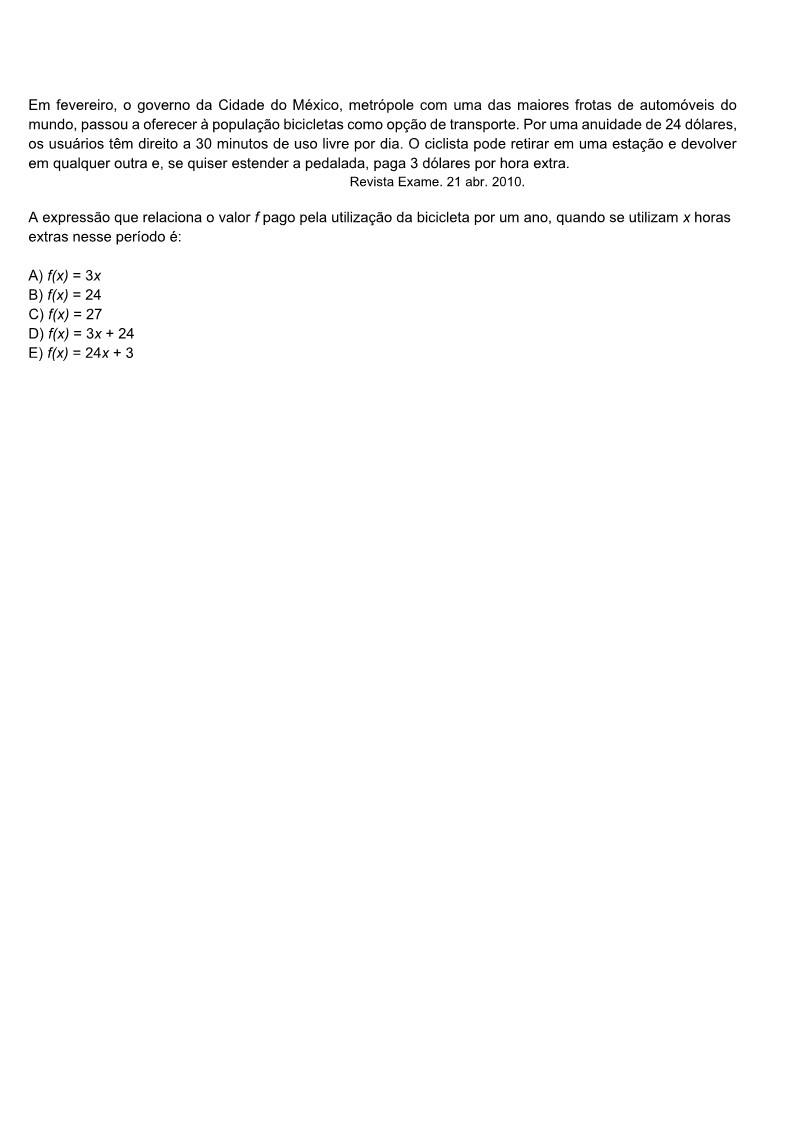 Em fevereiro, o governo da Cidade do México, metrópole com uma das maiores frotas de automóveis do
mundo, passou a oferecer à população bicicletas como opção de transporte. Por uma anuidade de 24 dólares,
os usuários têm direito a 30 minutos de uso livre por dia. O ciclista pode retirar em uma estação e devolver
em qualquer outra e, se quiser estender a pedalada, paga 3 dólares por hora extra.
Revista Exame. 21 abr. 2010.
A expressão que relaciona o valor f pago pela utilização da bicicleta por um ano, quando se utilizam x horas
extras nesse período é:
A) f(x) = 3x
B) f(x) = 24
C) f(x) = 27
D) f(x) = 3x + 24
E) f(x) = 24x + 3